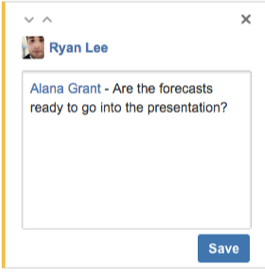 Ryan Lee
Alana Grant - Are the forecasts
ready to go into the presentation?
Save